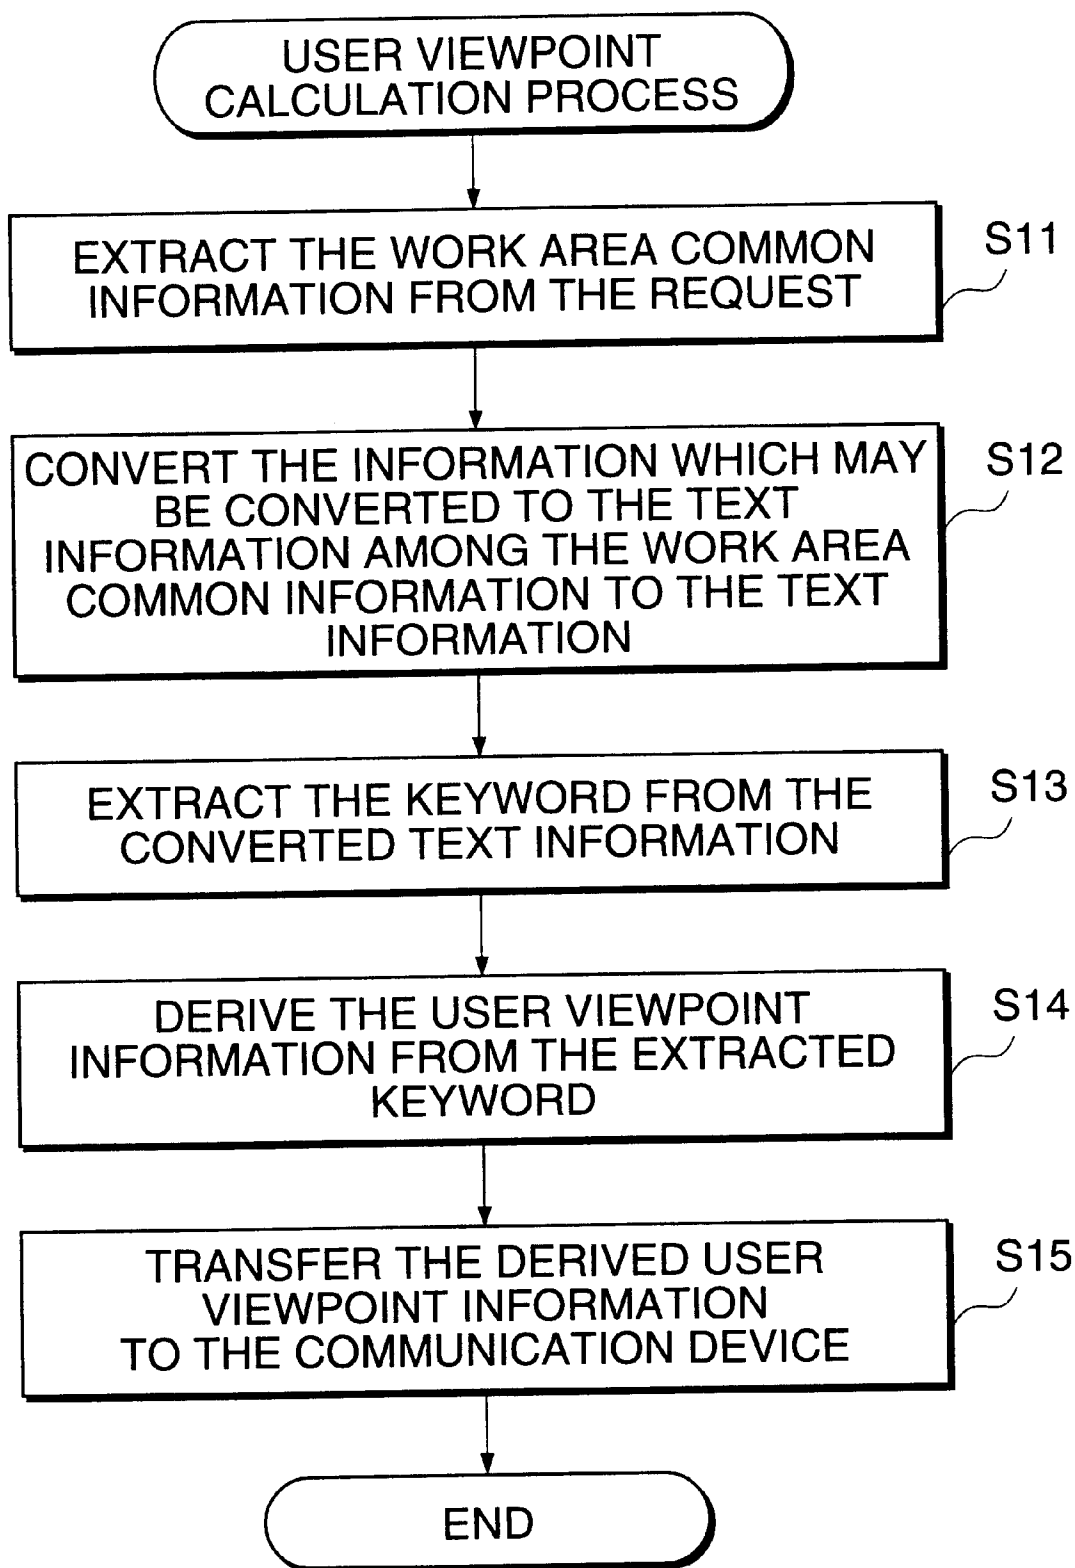 USER VIEWPOINT
CALCULATION PROCESS
EXTRACT THE WORK AREA COMMON
INFORMATION FROM THE REQUEST
S11
CONVERT THE INFORMATION WHICH MAY
BE CONVERTED TO THE TEXT
INFORMATION AMONG THE WORK AREA
COMMON INFORMATION TO THE TEXT
INFORMATION
S12
EXTRACT THE KEYWORD FROM THE
CONVERTED TEXT INFORMATION
S13
DERIVE THE USER VIEWPOINT
INFORMATION FROM THE EXTRACTED
KEYWORD
S14
TRANSFER THE DERIVED USER
VIEWPOINT INFORMATION
TO THE COMMUNICATION DEVICE
S15
END